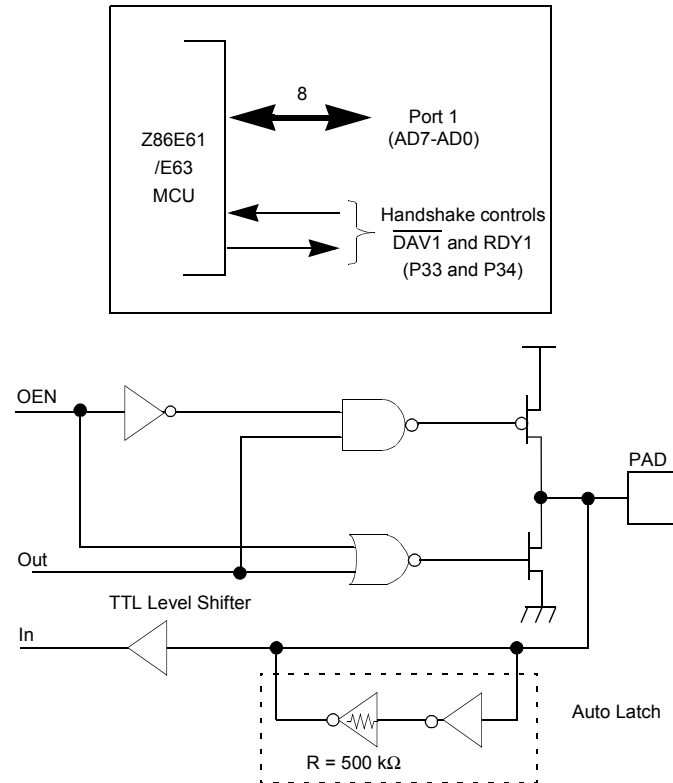 8
Z86E61
/E63
MCU
Port 1
(AD7-AD0)
Handshake controls
DAV1 and RDY1
(P33 and P34)
OEN
PAD
Out
TTL Level Shifter
In
Auto Latch
R = 500 kΩ